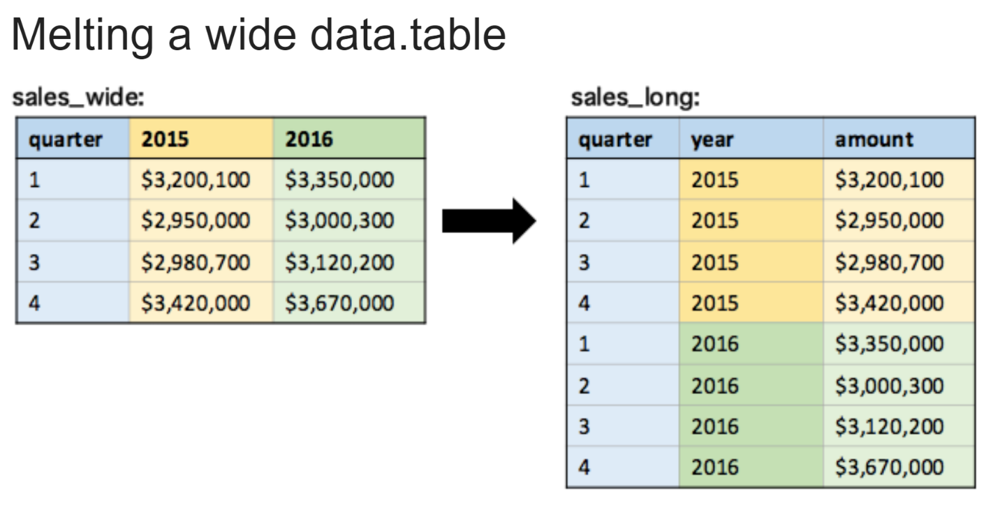 Melting a wide data.table
sales_wide:
quarter 2015 2016
1 $3,200,100 $3,350,000
2 $2,950,000 $3,000,300
3 $2,980,700 $3,120,200
4 $3,420,000 $3,670,000
sales_long:
quarter year amount
1 2015 $3,200,100
2 2015 $2,950,000
3 2015 $2,980,700
4 2015 $3,420,000
1 2016 $3,350,000
2 2016 $3,000,300
3 2016 $3,120,200
4 2016 $3,670,000